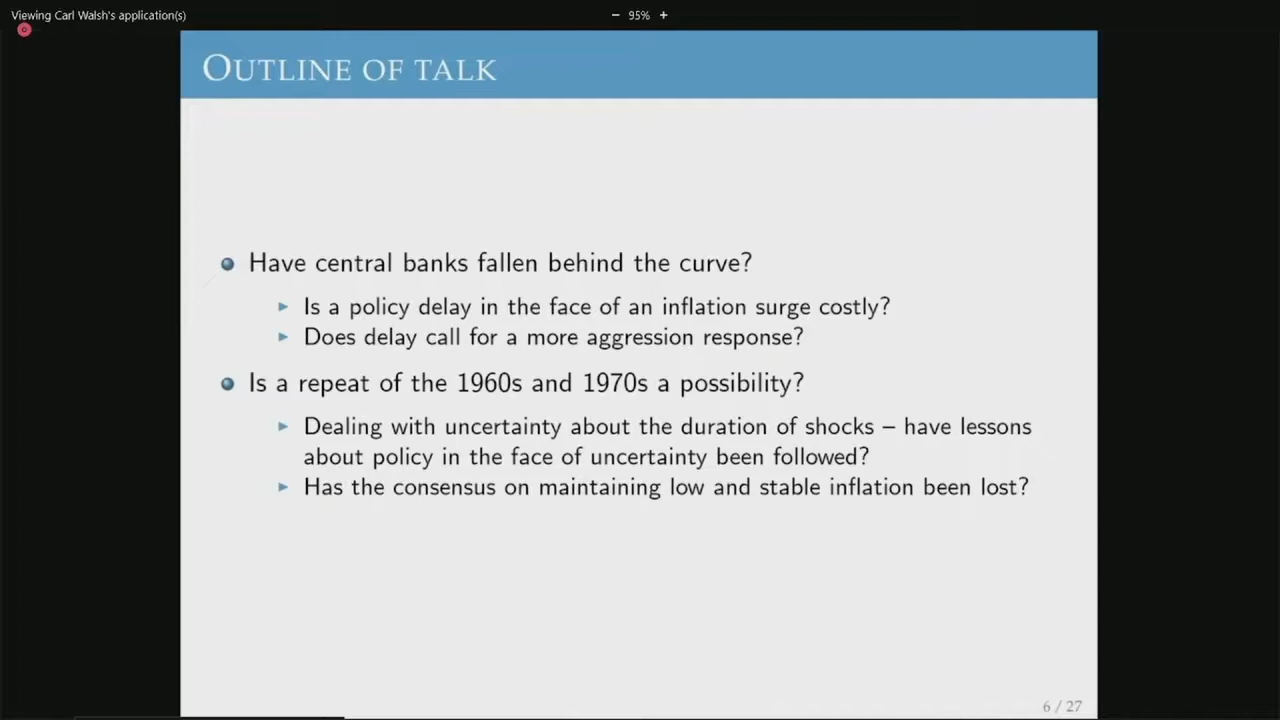 Viewing Carl Walsh's application(s)
− 95% +
OUTLINE OF TALK
Have central banks fallen behind the curve?
Is a policy delay in the face of an inflation surge costly?
Does delay call for a more aggression response?
Is a repeat of the 1960s and 1970s a possibility?
Dealing with uncertainty about the duration of shocks – have lessons
about policy in the face of uncertainty been followed?
Has the consensus on maintaining low and stable inflation been lost?
6 / 27